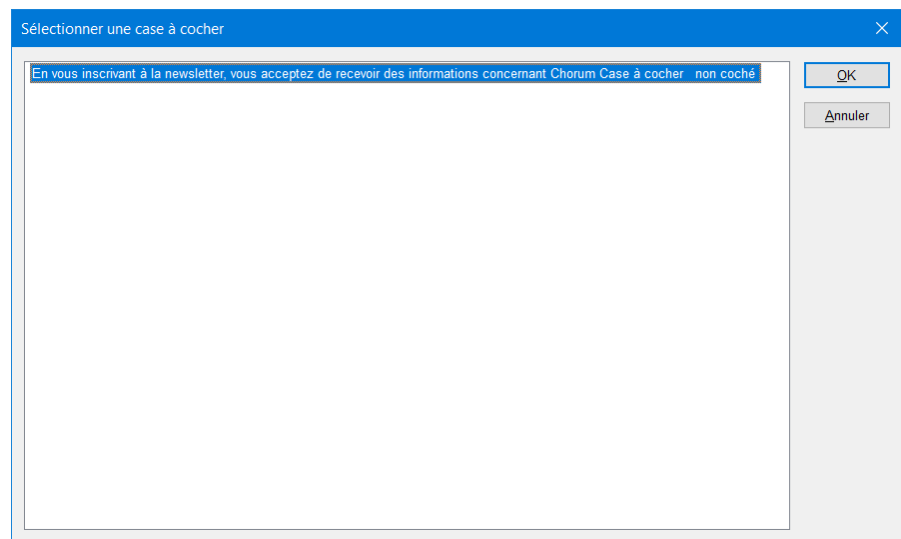 Sélectionner une case à cocher
En vous inscrivant à la newsletter, vous acceptez de recevoir des informations concernant Chorum Case à cocher   non coché
OK
Annuler